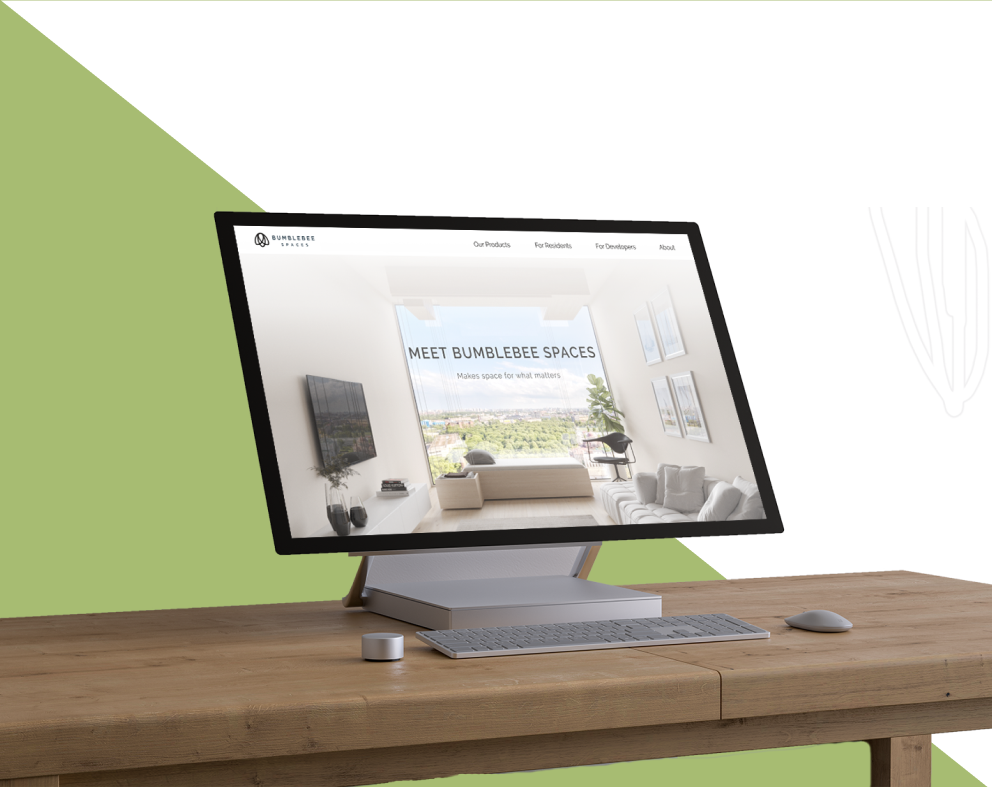 BUMBLEBEE
SPACES
Our Products For Residents For Developers About
MEET BUMBLEBEE SPACES
Makes space for what matters